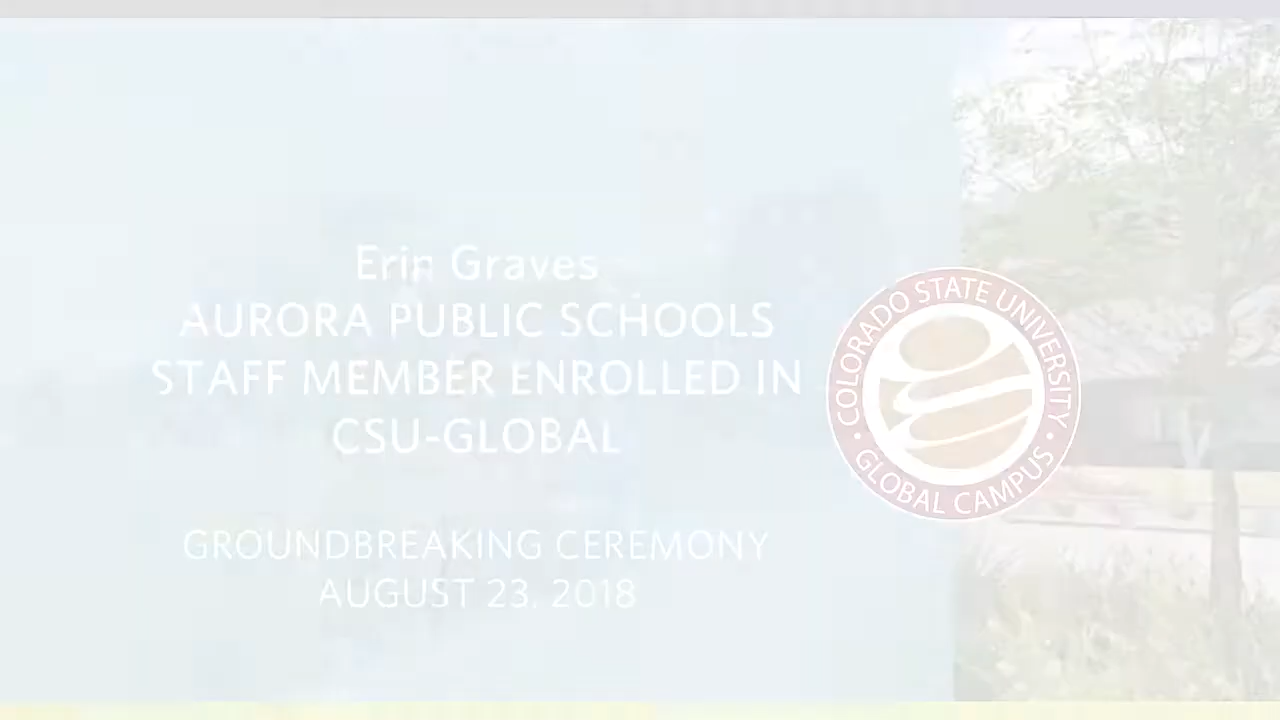 Erin Graves
AURORA PUBLIC SCHOOLS
STAFF MEMBER ENROLLED IN
CSU-GLOBAL
GROUNDBREAKING CEREMONY
AUGUST 23, 2018
COLORADO STATE UNIVERSITY
• GLOBAL CAMPUS •